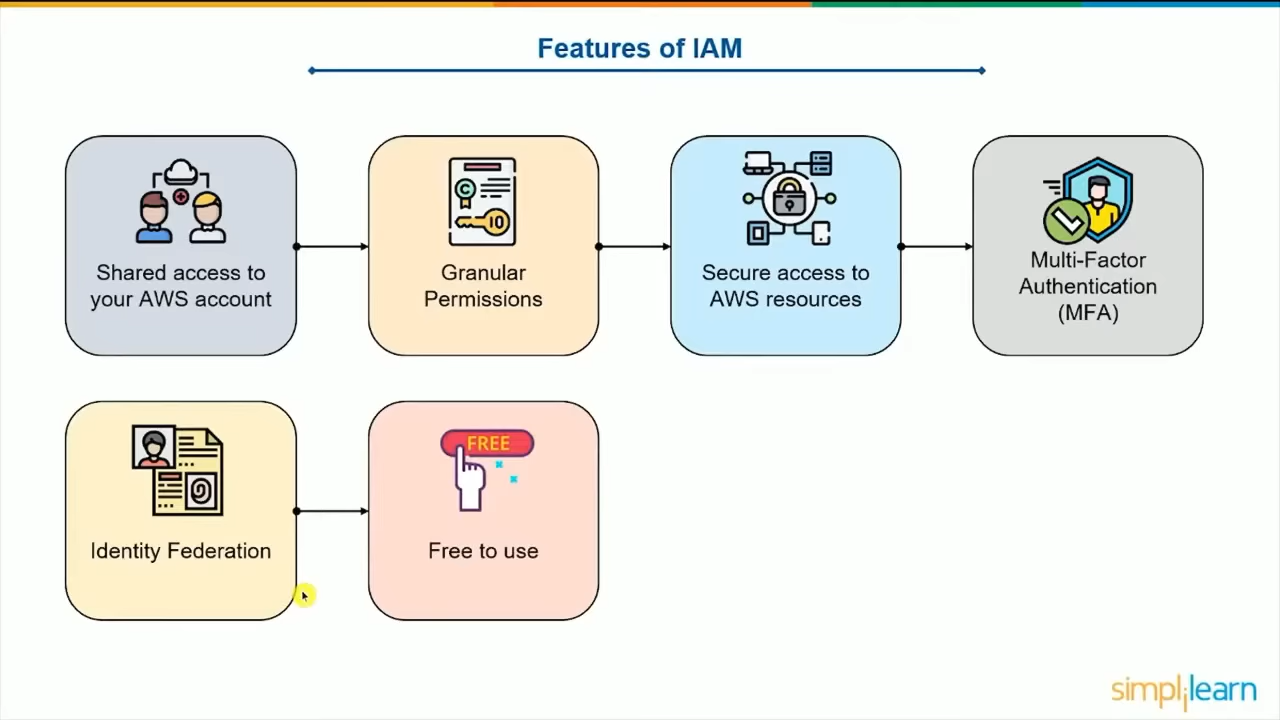 Features of IAM
Shared access to
your AWS account
Granular
Permissions
Secure access to
AWS resources
Multi-Factor
Authentication
(MFA)
Identity Federation
FREE
Free to use
simplilearn